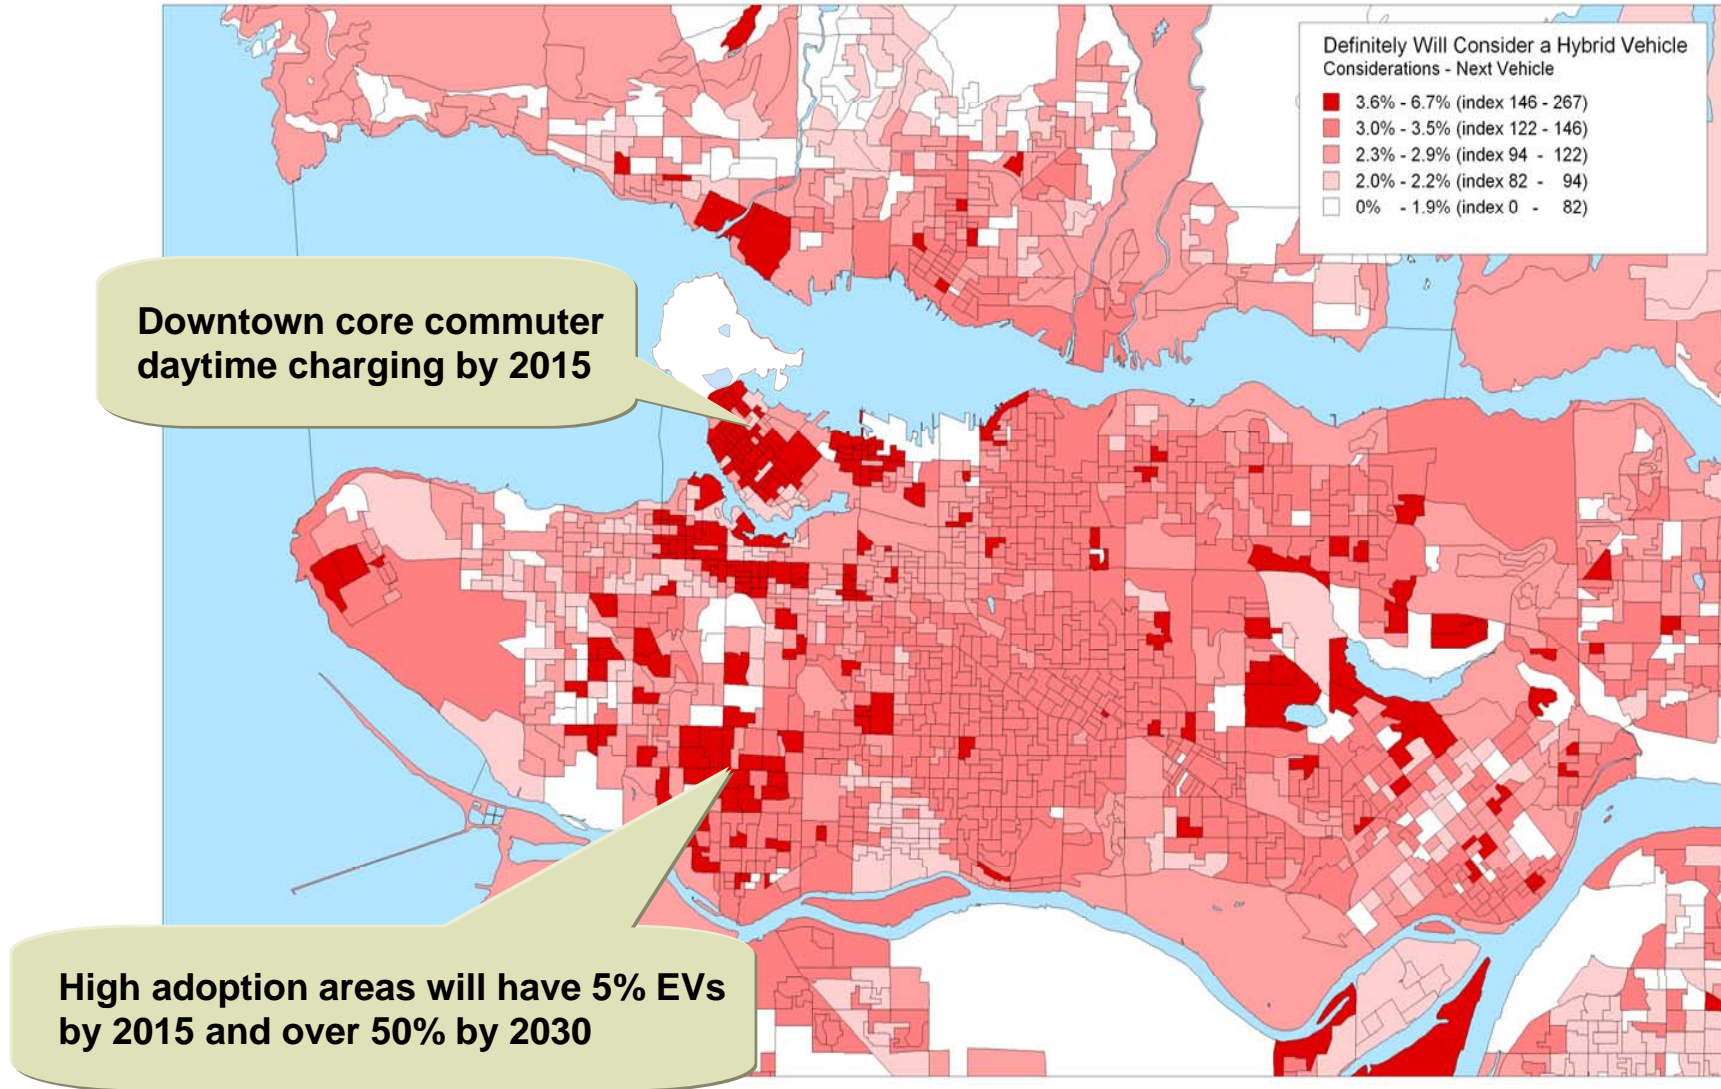 Definitely Will Consider a Hybrid Vehicle
Considerations - Next Vehicle
3.6% - 6.7% (index 146 - 267)
3.0% - 3.5% (index 122 - 146)
2.3% - 2.9% (index 94 - 122)
2.0% - 2.2% (index 82 - 94)
0% - 1.9% (index 0 - 82)
Downtown core commuter
daytime charging by 2015
High adoption areas will have 5% EVs
by 2015 and over 50% by 2030